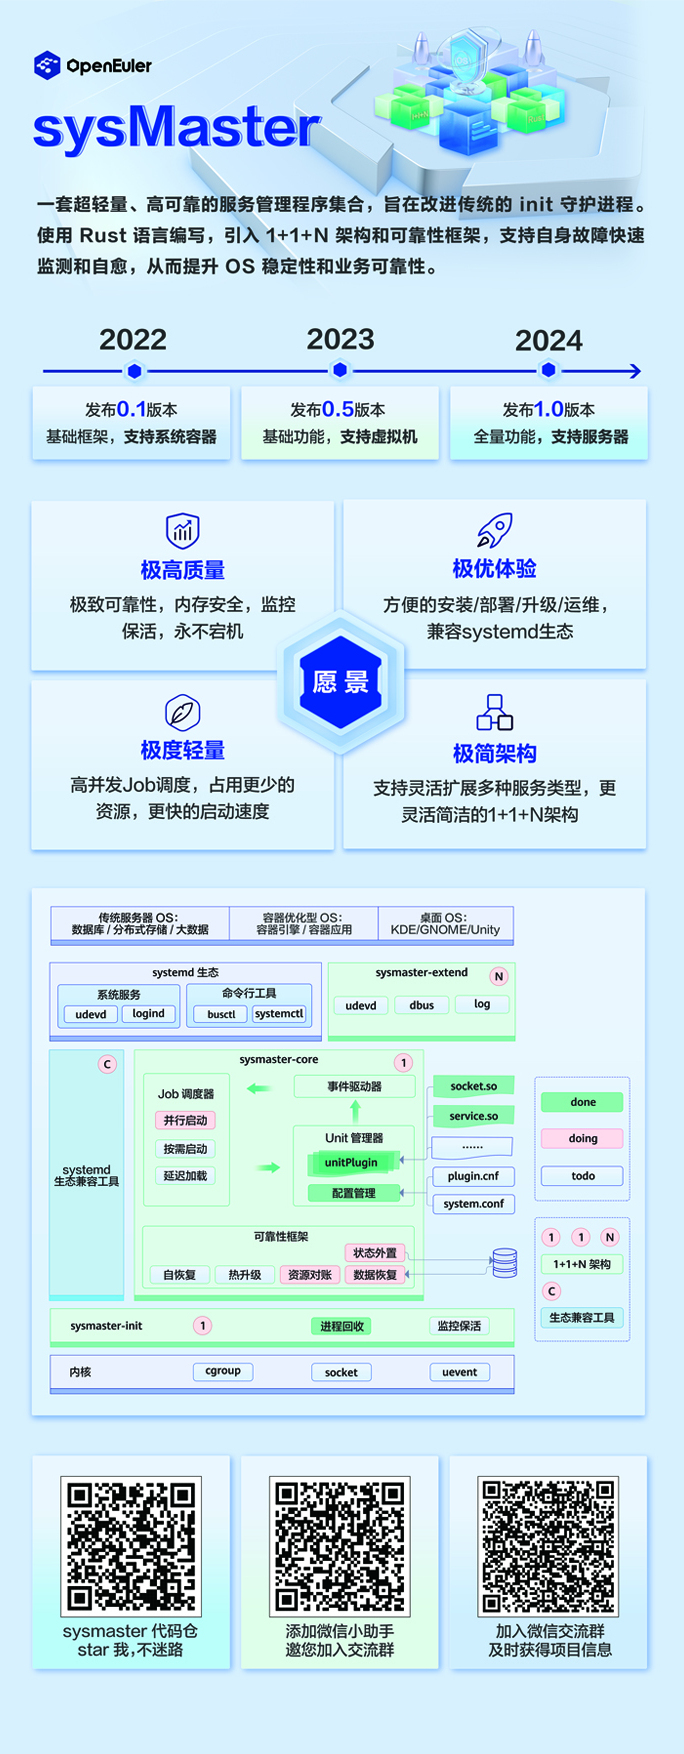 OpenEuler
1+1+N
Rust
sysMaster
一套超轻量、高可靠的服务管理程序集合，旨在改进传统的 init 守护进程。
使用 Rust 语言编写，引入 1+1+N 架构和可靠性框架，支持自身故障快速
监测和自愈，从而提升 OS 稳定性和业务可靠性。
2022
2023
2024
发布0.1版本
基础框架，支持系统容器
发布0.5版本
基础功能，支持虚拟机
发布1.0版本
全量功能，支持服务器
极高质量
极致可靠性，内存安全，监控
保活，永不宕机
极优体验
方便的安装/部署/升级/运维，
兼容systemd生态
愿景
极度轻量
高并发Job调度，占用更少的
资源，更快的启动速度
极简架构
支持灵活扩展多种服务类型，更
灵活简洁的1+1+N架构
传统服务器 OS：
数据库 / 分布式存储 / 大数据
容器优化型 OS：
容器引擎 / 容器应用
桌面 OS：
KDE/GNOME/Unity
systemd 生态
系统服务
udevd
logind
命令行工具
busctl
systemctl
sysmaster-extend
N
udevd
dbus
log
C
systemd
生态兼容工具
sysmaster-core
1
Job 调度器
并行启动
按需启动
延迟加载
事件驱动器
Unit 管理器
unitPlugin
配置管理
可靠性框架
状态外置
自恢复
热升级
资源对账
数据恢复
socket.so
service.so
......
plugin.cnf
system.conf
done
doing
todo
1
1
N
1+1+N 架构
C
生态兼容工具
sysmaster-init
1
进程回收
监控保活
内核
cgroup
socket
uevent
sysmaster 代码仓
star 我,不迷路
添加微信小助手
邀您加入交流群
加入微信交流群
及时获得项目信息